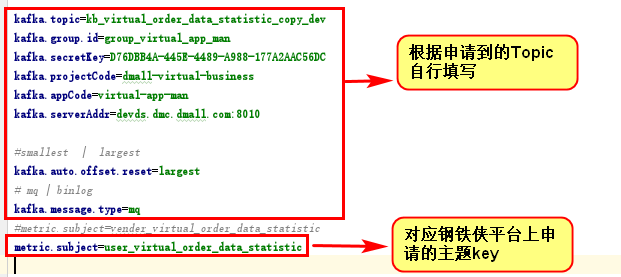 kafka.topic=kb_virtual_order_data_statistic_copy_dev
kafka.group.id=group_virtual_app_man
kafka.secretKey=D76DBB4A-445E-4489-A988-177A2AAC56DC
kafka.projectCode=dmall-virtual-business
kafka.appCode=virtual-app-man
kafka.serverAddr=devds.dmc.dmall.com:8010
#smallest | largest
kafka.auto.offset.reset=largest
# mq | binlog
kafka.message.type=mq
#metric.subject=vender_virtual_order_data_statistic
metric.subject=user_virtual_order_data_statistic
根据申请到的Topic
自行填写
对应钢铁侠平台上申
请的主题key